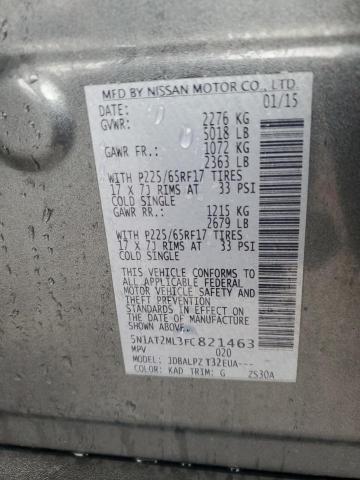 MFD BY NISSAN MOTOR CO., LTD.
DATE: 01/15
GVWR: 2276 KG
5018 LB
GAWR FR.: 1072 KG
2363 LB
WITH P225/65RF17 TIRES
17 X 7J RIMS AT 33 PSI
COLD SINGLE
GAWR RR.: 1215 KG
2679 LB
WITH P225/65RF17 TIRES
17 X 7J RIMS AT 33 PSI
COLD SINGLE
THIS VEHICLE CONFORMS TO
ALL APPLICABLE FEDERAL
MOTOR VEHICLE SAFETY AND
THEFT PREVENTION
STANDARDS IN EFFECT ON
THE DATE OF MANUFACTURE
SHOWN ABOVE.
5N1AT2ML3FC821463
MPV 020
MODEL: JDBALPZT32EUA---
COLOR: KAD TRIM: G ZS30A